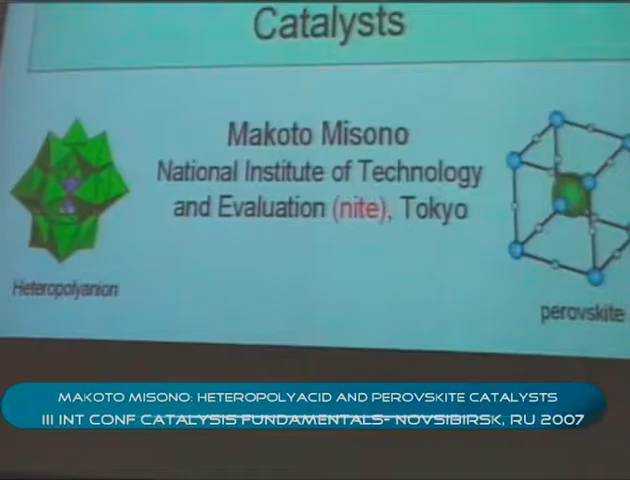 Catalysts
Makoto Misono
National Institute of Technology
and Evaluation (nite), Tokyo
Heteropolyanion
perovskite
MAKOTO MISONO: HETEROPOLYACID AND PEROVSKITE CATALYSTS
III INT CONF CATALYSIS FUNDAMENTALS- NOVSIBIRSK, RU 2007